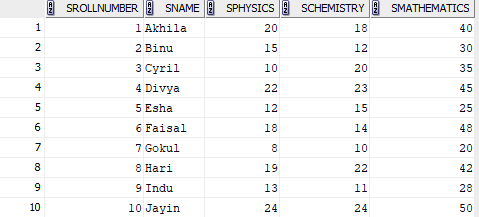 SROLLNUMBER SNAME SPHYSICS SCHEMISTRY SMATHEMATICS
1 1 Akhila 20 18 40
2 2 Binu 15 12 30
3 3 Cyril 10 20 35
4 4 Divya 22 23 45
5 5 Esha 12 15 25
6 6 Faisal 18 14 48
7 7 Gokul 8 10 20
8 8 Hari 19 22 42
9 9 Indu 13 11 28
10 10 Jayin 24 24 50